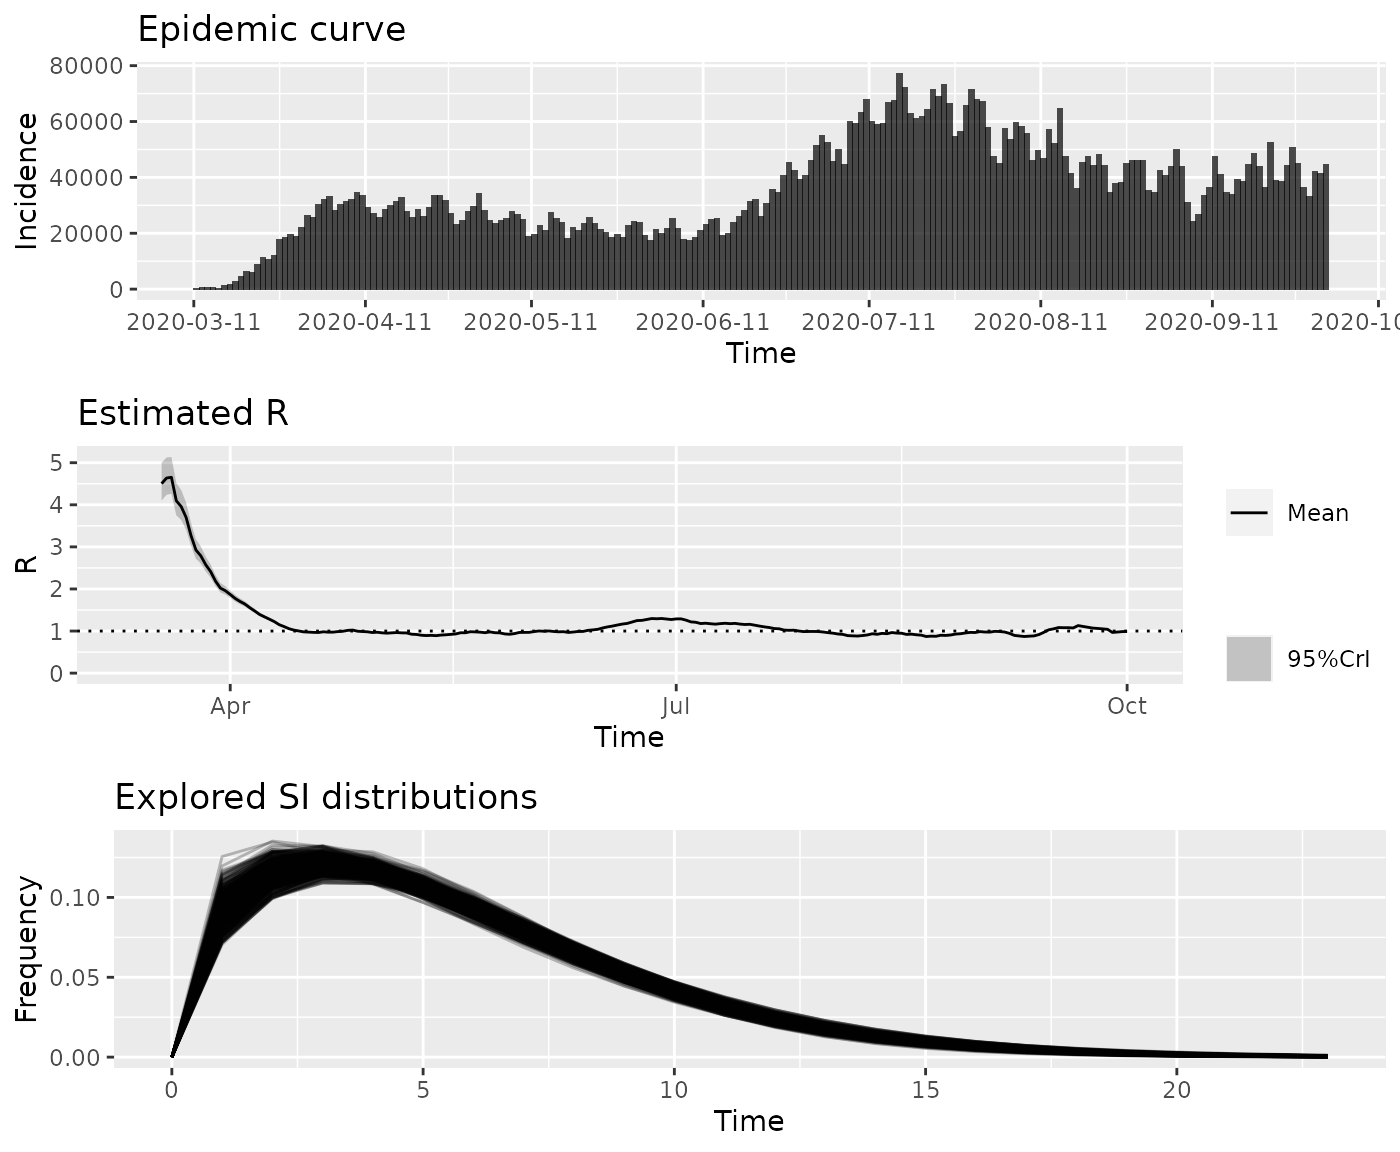 Epidemic curve
80000
60000
40000
20000
0
Incidence
2020-03-11 2020-04-11 2020-05-11 2020-06-11 2020-07-11 2020-08-11 2020-09-11 2020-10
Time
Estimated R
5
4
3
2
1
0
R
Apr Jul Oct
Time
Mean
95%CrI
Explored SI distributions
0.10
0.05
0.00
Frequency
0 5 10 15 20
Time